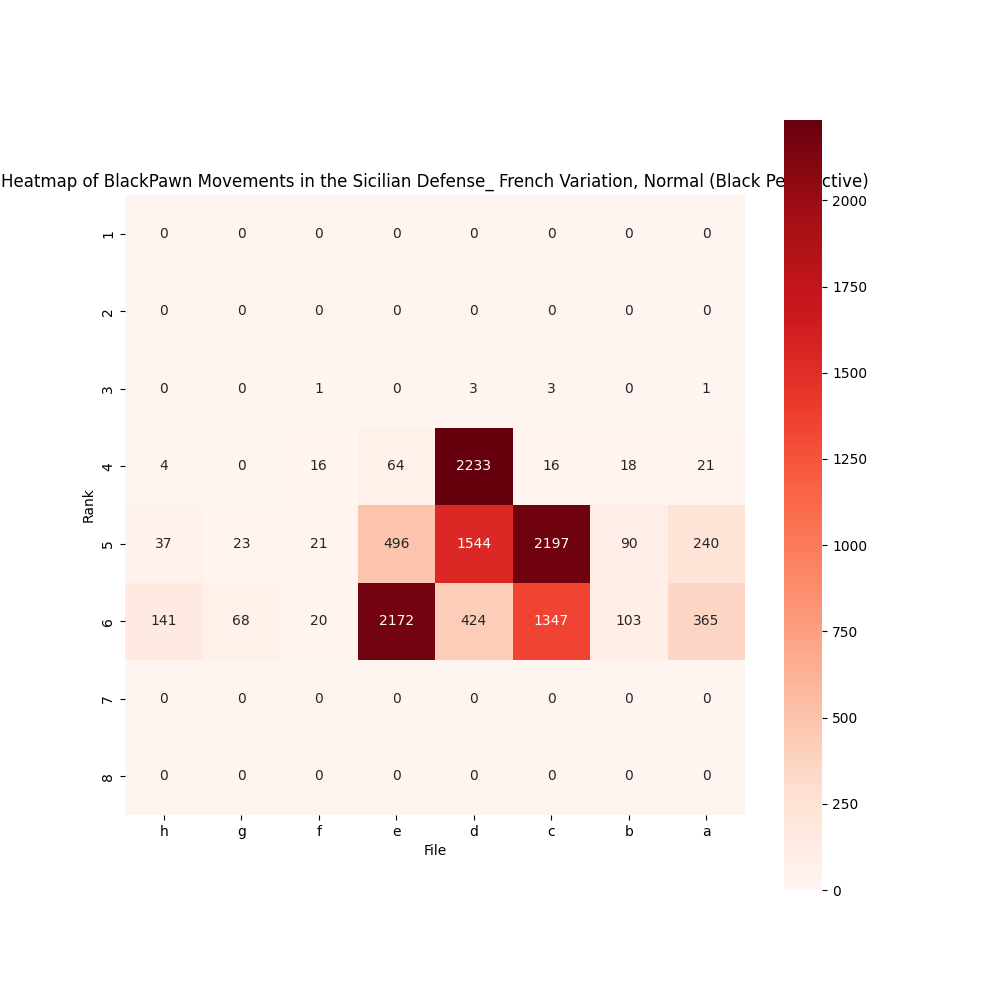 Heatmap of BlackPawn Movements in the Sicilian Defense_ French Variation, Normal (Black Pe ctive)
1 0 0 0 0 0 0 0 0
2 0 0 0 0 0 0 0 0
3 0 0 1 0 3 3 0 1
4 4 0 16 64 2233 16 18 21
5 37 23 21 496 1544 2197 90 240
6 141 68 20 2172 424 1347 103 365
7 0 0 0 0 0 0 0 0
8 0 0 0 0 0 0 0 0
Rank
h g f e d c b a
File
2000
1750
1500
1250
1000
750
500
250
0